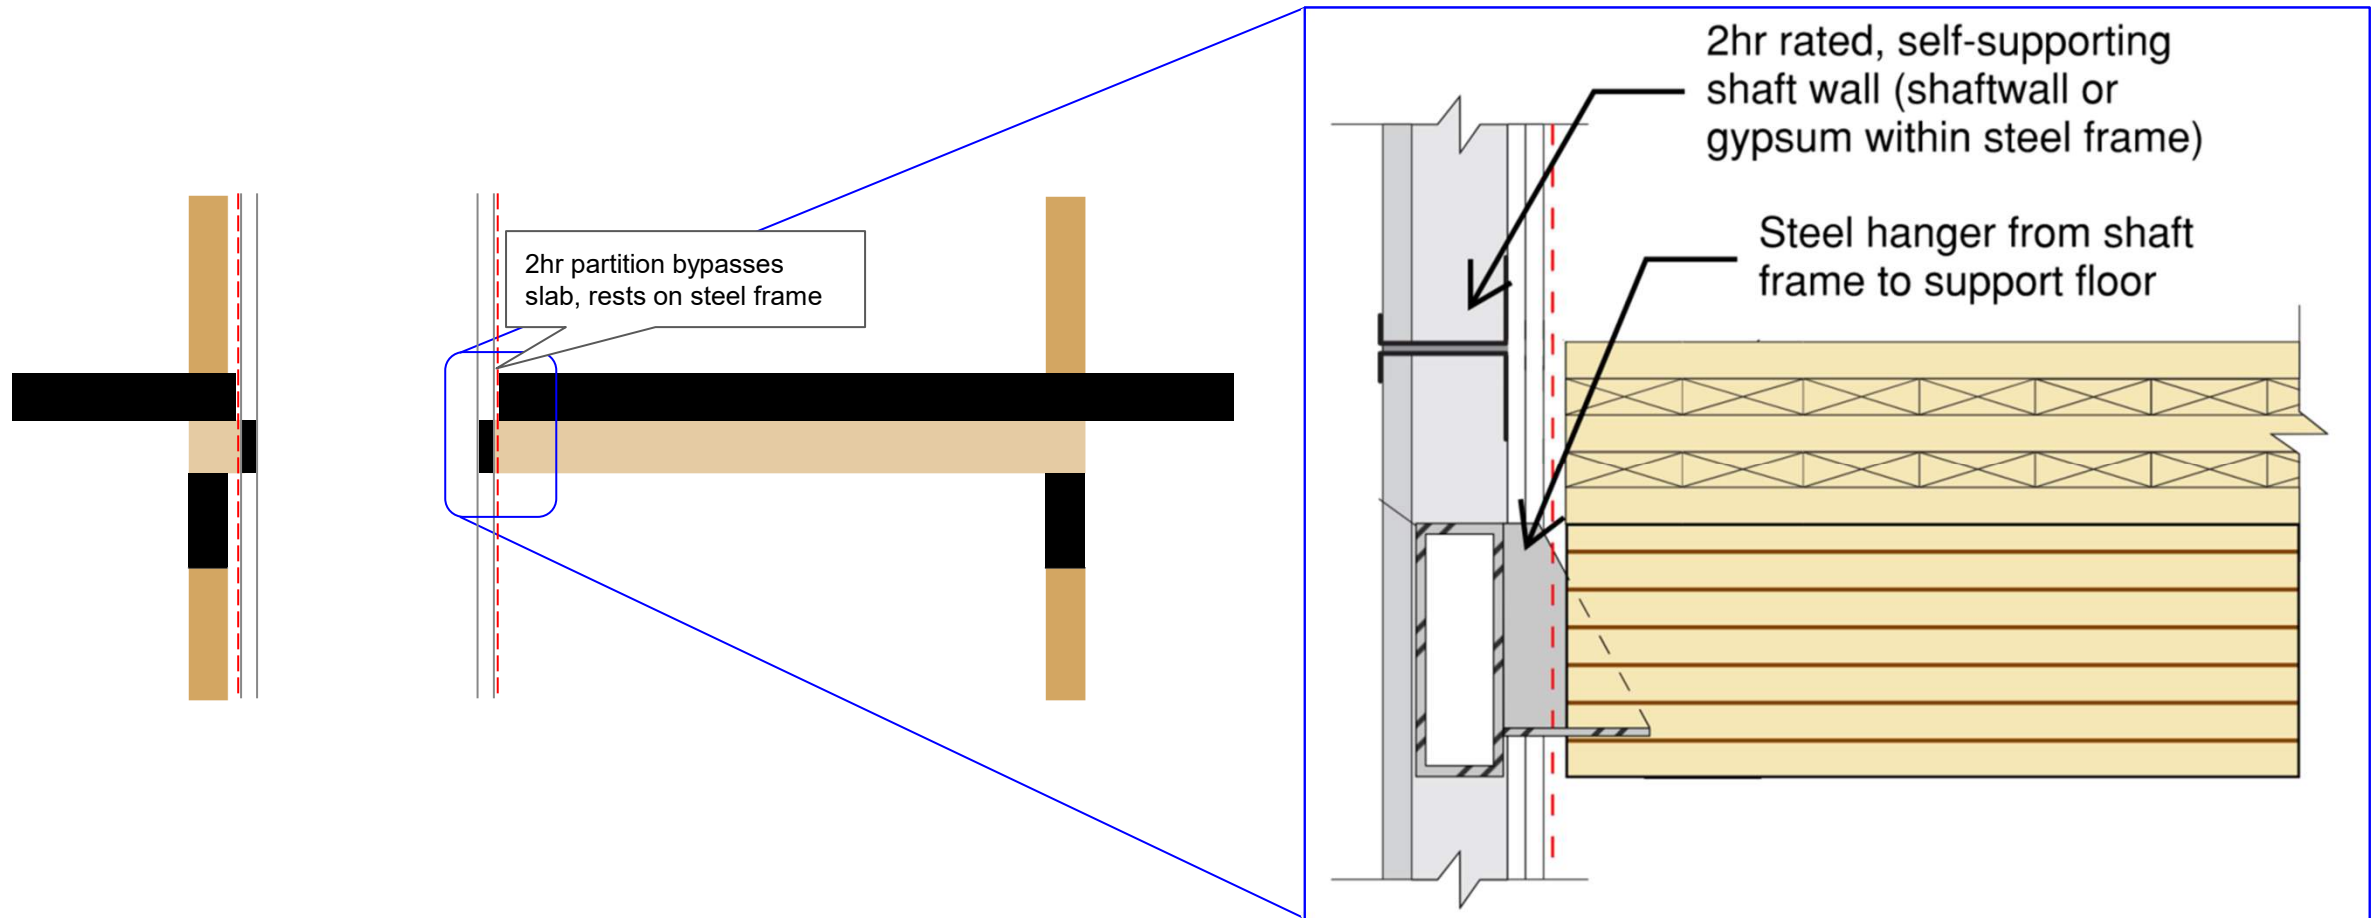 2hr rated, self-supporting
shaft wall (shaftwall or
gypsum within steel frame)
Steel hanger from shaft
frame to support floor
2hr partition bypasses
slab, rests on steel frame